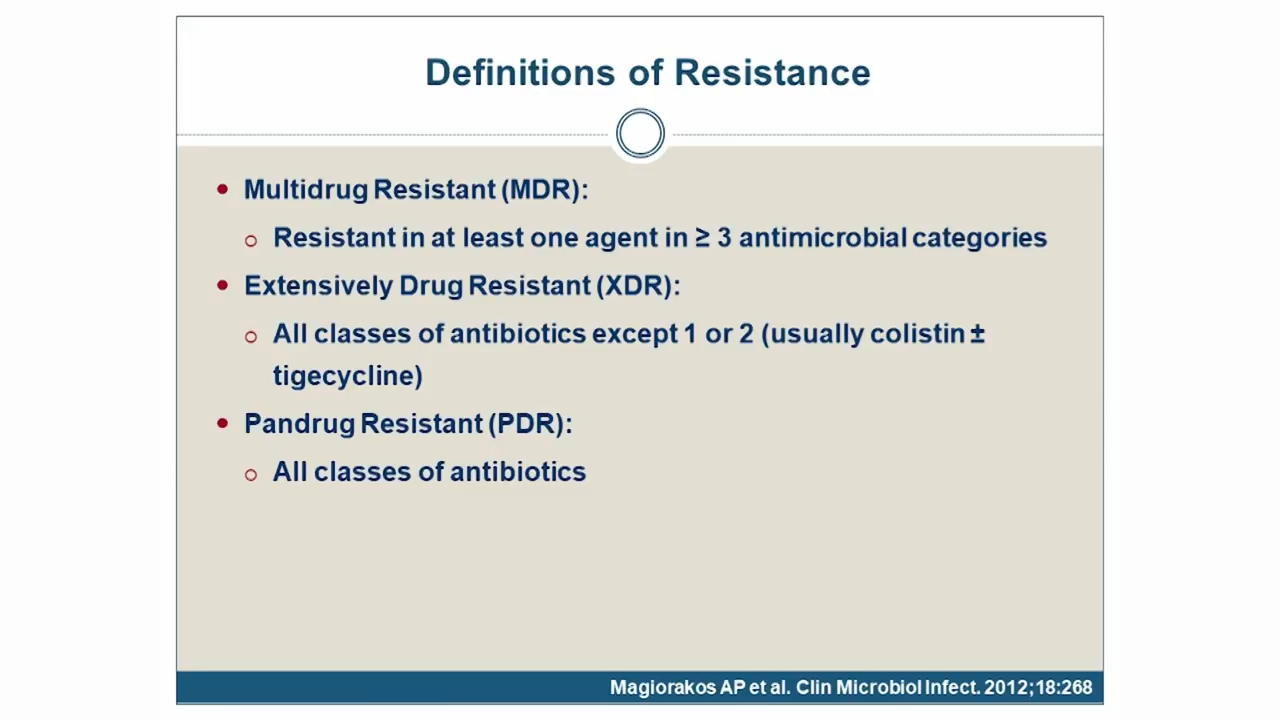 Definitions of Resistance
• Multidrug Resistant (MDR):
o Resistant in at least one agent in ≥ 3 antimicrobial categories
• Extensively Drug Resistant (XDR):
o All classes of antibiotics except 1 or 2 (usually colistin ±
tigecycline)
• Pandrug Resistant (PDR):
o All classes of antibiotics
Magiorakos AP et al. Clin Microbiol Infect. 2012;18:268